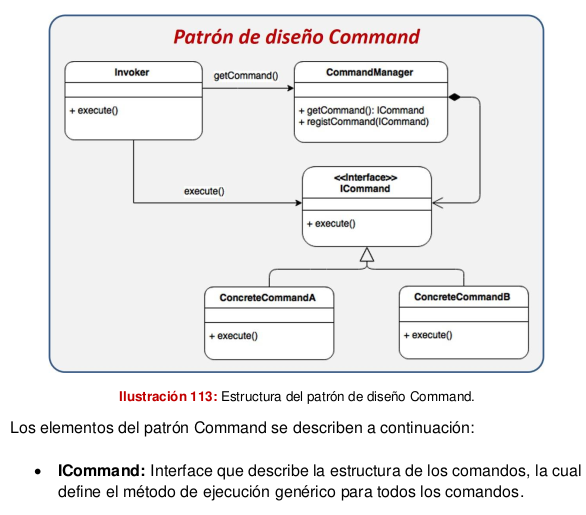 Patrón de diseño Command
Invoker
+ execute()
getCommand()
CommandManager
+ getCommand(): ICommand
+ registCommand(ICommand)
execute()
<<Interface>>
ICommand
+ execute()
ConcreteCommandA
+ execute()
ConcreteCommandB
+ execute()
Ilustración 113: Estructura del patrón de diseño Command.
Los elementos del patrón Command se describen a continuación:
• ICommand: Interface que describe la estructura de los comandos, la cual
define el método de ejecución genérico para todos los comandos.